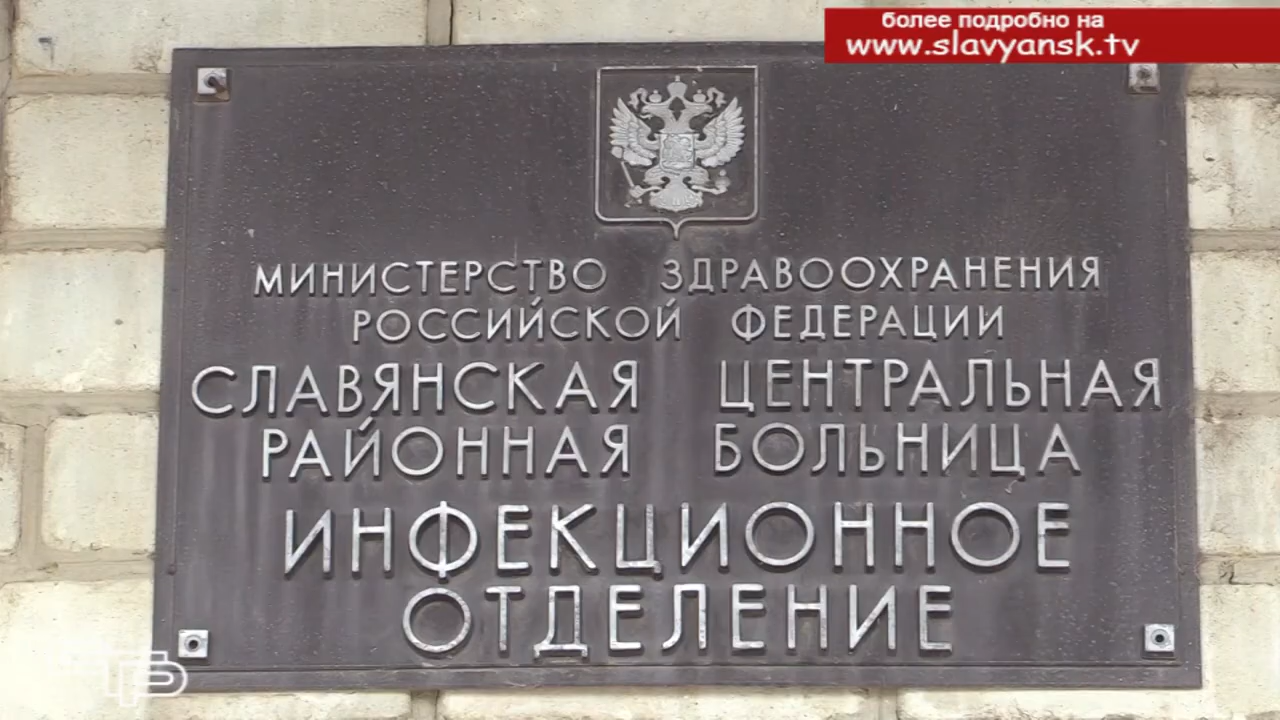 более подробно на
www.slavyansk.tv
МИНИСТЕРСТВО ЗДРАВООХРАНЕНИЯ
РОССИЙСКОЙ ФЕДЕРАЦИИ
СЛАВЯНСКАЯ ЦЕНТРАЛЬНАЯ
РАЙОННАЯ БОЛЬНИЦА
ИНФЕКЦИОННОЕ
ОТДЕЛЕНИЕ